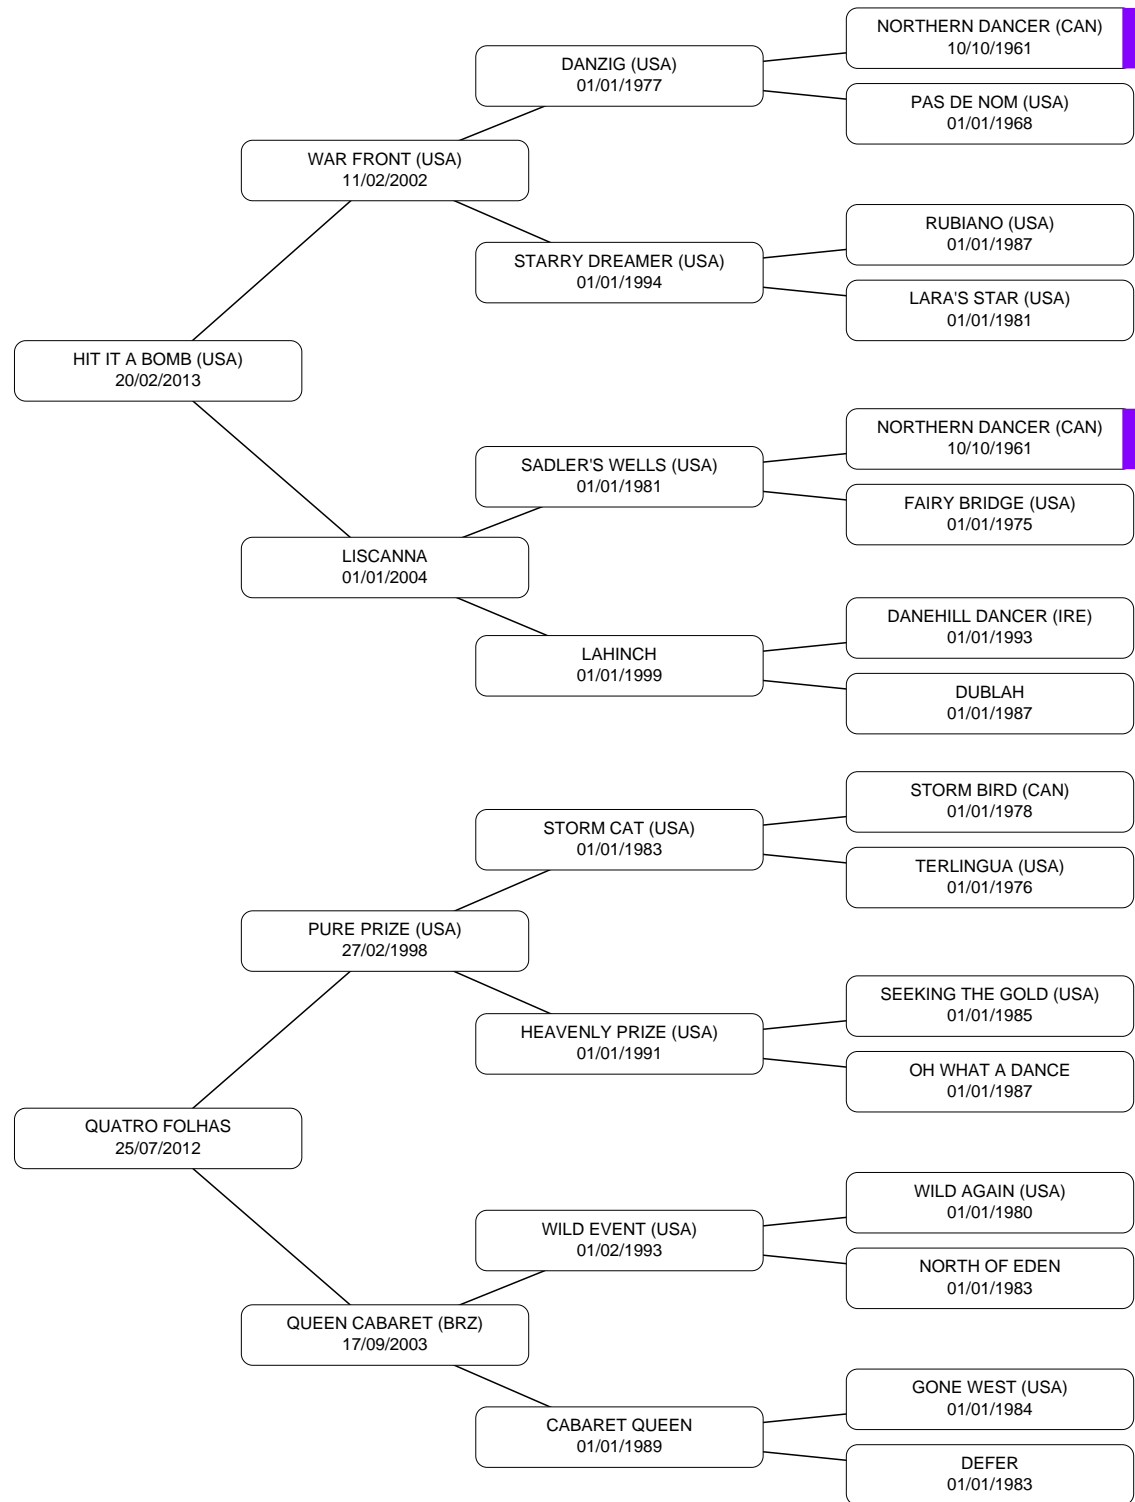 NORTHERN DANCER (CAN)
10/10/1961
DANZIG (USA)
01/01/1977
PAS DE NOM (USA)
01/01/1968
WAR FRONT (USA)
11/02/2002
RUBIANO (USA)
01/01/1987
STARRY DREAMER (USA)
01/01/1994
LARA'S STAR (USA)
01/01/1981
HIT IT A BOMB (USA)
20/02/2013
NORTHERN DANCER (CAN)
10/10/1961
SADLER'S WELLS (USA)
01/01/1981
FAIRY BRIDGE (USA)
01/01/1975
LISCANNA
01/01/2004
DANEHILL DANCER (IRE)
01/01/1993
LAHINCH
01/01/1999
DUBLAH
01/01/1987
STORM BIRD (CAN)
01/01/1978
STORM CAT (USA)
01/01/1983
TERLINGUA (USA)
01/01/1976
PURE PRIZE (USA)
27/02/1998
SEEKING THE GOLD (USA)
01/01/1985
HEAVENLY PRIZE (USA)
01/01/1991
OH WHAT A DANCE
01/01/1987
QUATRO FOLHAS
25/07/2012
WILD AGAIN (USA)
01/01/1980
WILD EVENT (USA)
01/02/1993
NORTH OF EDEN
01/01/1983
QUEEN CABARET (BRZ)
17/09/2003
GONE WEST (USA)
01/01/1984
CABARET QUEEN
01/01/1989
DEFER
01/01/1983